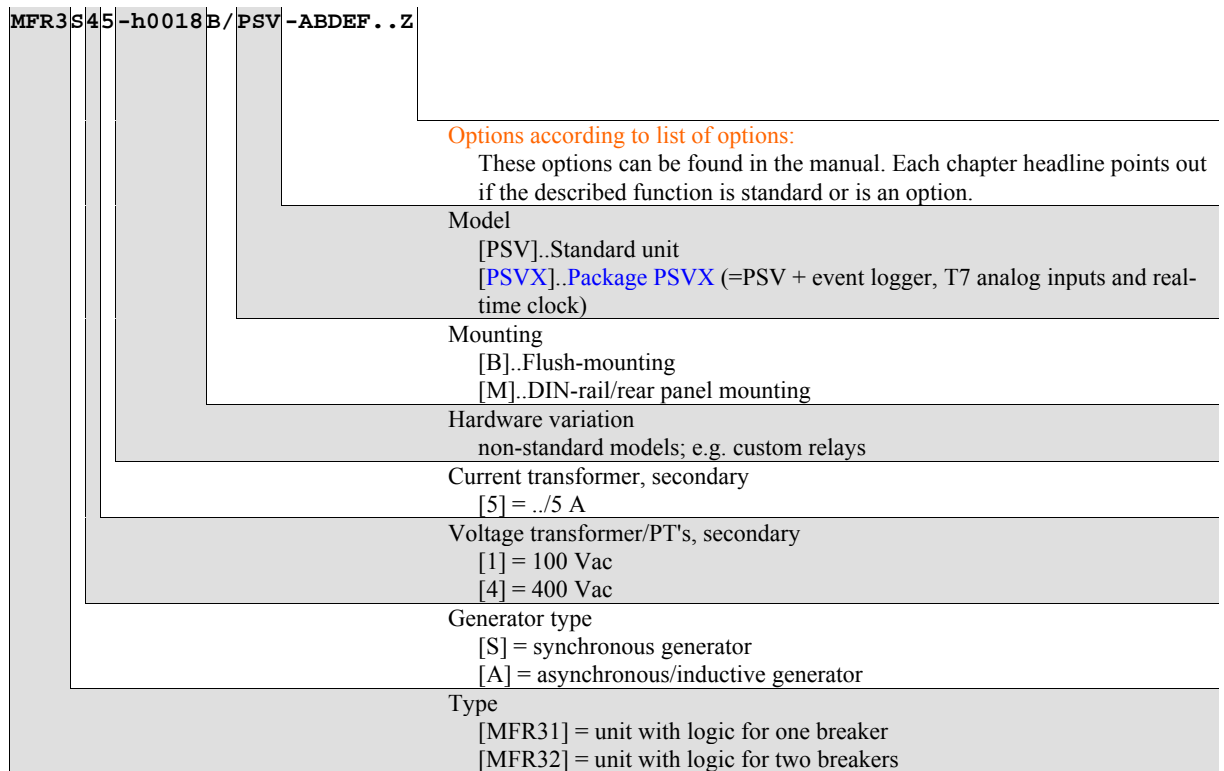 MFR3S45-h0018B/PSV-ABDEF..Z
Options according to list of options:
These options can be found in the manual. Each chapter headline points out
if the described function is standard or is an option.
Model
[PSV]..Standard unit
[PSVX]..Package PSVX (=PSV + event logger, T7 analog inputs and real-
time clock)
Mounting
[B]..Flush-mounting
[M]..DIN-rail/rear panel mounting
Hardware variation
non-standard models; e.g. custom relays
Current transformer, secondary
[5] = ../5 A
Voltage transformer/PT's, secondary
[1] = 100 Vac
[4] = 400 Vac
Generator type
[S] = synchronous generator
[A] = asynchronous/inductive generator
Type
[MFR31] = unit with logic for one breaker
[MFR32] = unit with logic for two breakers